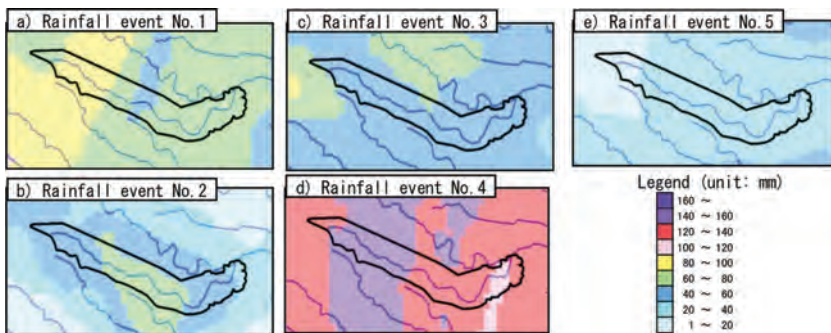 a) Rainfall event No.1
c) Rainfall event No.3
e) Rainfall event No.5
b) Rainfall event No.2
d) Rainfall event No.4
Legend (unit: mm)
160 ～
140 ～ 160
120 ～ 140
100 ～ 120
80 ～ 100
60 ～ 80
40 ～ 60
20 ～ 40
1 ～ 20